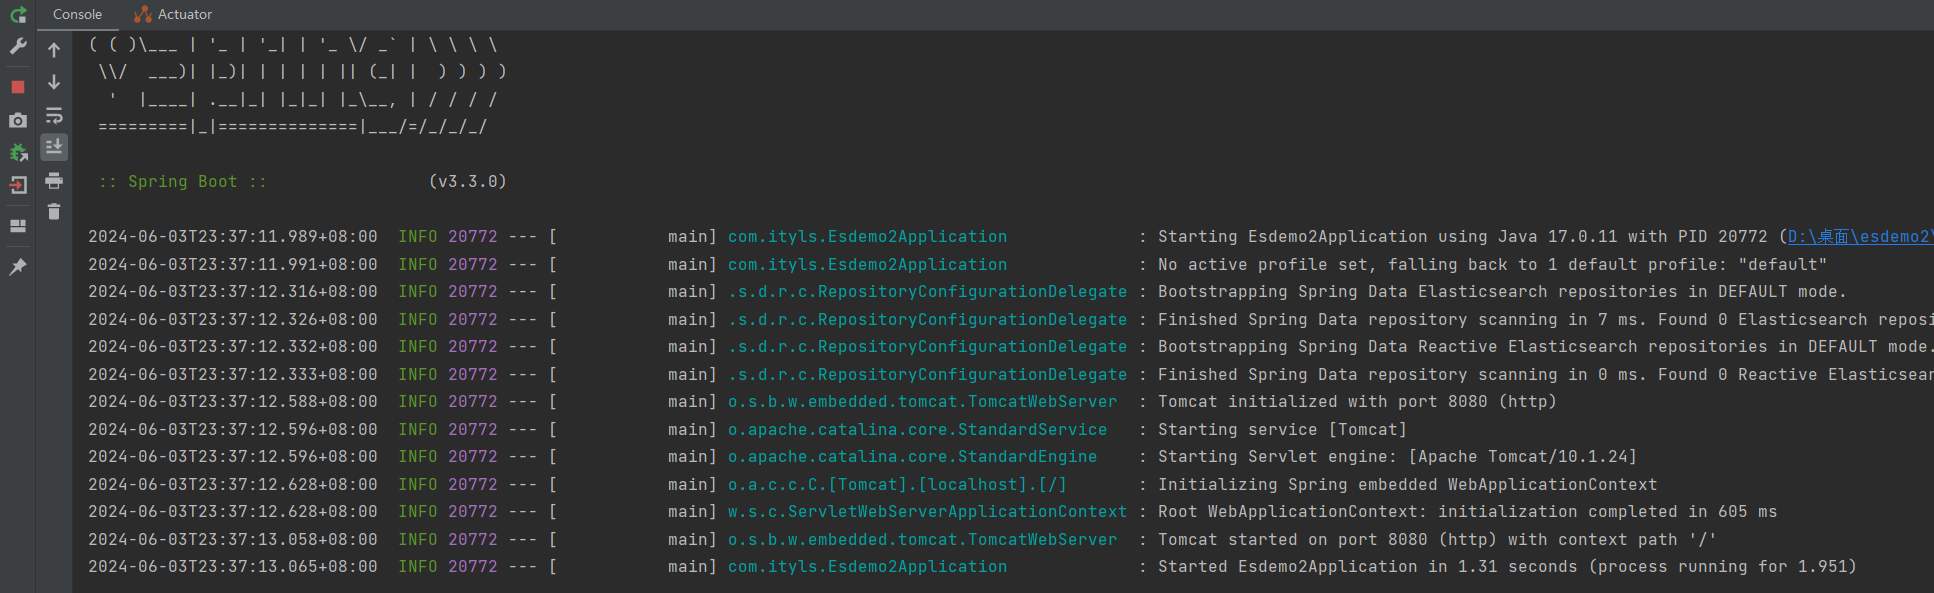 Console Actuator
( ( )\___ | '_ | '_| | '_ \/ _` | \ \ \ \
 \\/  ___)| |_)| | | | | || (_| |  ) ) ) )
  '  |____| .__|_| |_|_| |_\__, | / / / /
 =========|_|==============|___/=/_/_/_/
 :: Spring Boot ::                (v3.3.0)
2024-06-03T23:37:11.989+08:00  INFO 20772 --- [           main] com.ityls.Esdemo2Application             : Starting Esdemo2Application using Java 17.0.11 with PID 20772 (D:\桌面\esdemo2\
2024-06-03T23:37:11.991+08:00  INFO 20772 --- [           main] com.ityls.Esdemo2Application             : No active profile set, falling back to 1 default profile: "default"
2024-06-03T23:37:12.316+08:00  INFO 20772 --- [           main] .s.d.r.c.RepositoryConfigurationDelegate : Bootstrapping Spring Data Elasticsearch repositories in DEFAULT mode.
2024-06-03T23:37:12.326+08:00  INFO 20772 --- [           main] .s.d.r.c.RepositoryConfigurationDelegate : Finished Spring Data repository scanning in 7 ms. Found 0 Elasticsearch reposi
2024-06-03T23:37:12.332+08:00  INFO 20772 --- [           main] .s.d.r.c.RepositoryConfigurationDelegate : Bootstrapping Spring Data Reactive Elasticsearch repositories in DEFAULT mode.
2024-06-03T23:37:12.333+08:00  INFO 20772 --- [           main] .s.d.r.c.RepositoryConfigurationDelegate : Finished Spring Data repository scanning in 0 ms. Found 0 Reactive Elasticsear
2024-06-03T23:37:12.588+08:00  INFO 20772 --- [           main] o.s.b.w.embedded.tomcat.TomcatWebServer  : Tomcat initialized with port 8080 (http)
2024-06-03T23:37:12.596+08:00  INFO 20772 --- [           main] o.apache.catalina.core.StandardService   : Starting service [Tomcat]
2024-06-03T23:37:12.596+08:00  INFO 20772 --- [           main] o.apache.catalina.core.StandardEngine    : Starting Servlet engine: [Apache Tomcat/10.1.24]
2024-06-03T23:37:12.628+08:00  INFO 20772 --- [           main] o.a.c.c.C.[Tomcat].[localhost].[/]       : Initializing Spring embedded WebApplicationContext
2024-06-03T23:37:12.628+08:00  INFO 20772 --- [           main] w.s.c.ServletWebServerApplicationContext : Root WebApplicationContext: initialization completed in 605 ms
2024-06-03T23:37:13.058+08:00  INFO 20772 --- [           main] o.s.b.w.embedded.tomcat.TomcatWebServer  : Tomcat started on port 8080 (http) with context path '/'
2024-06-03T23:37:13.065+08:00  INFO 20772 --- [           main] com.ityls.Esdemo2Application             : Started Esdemo2Application in 1.31 seconds (process running for 1.951)